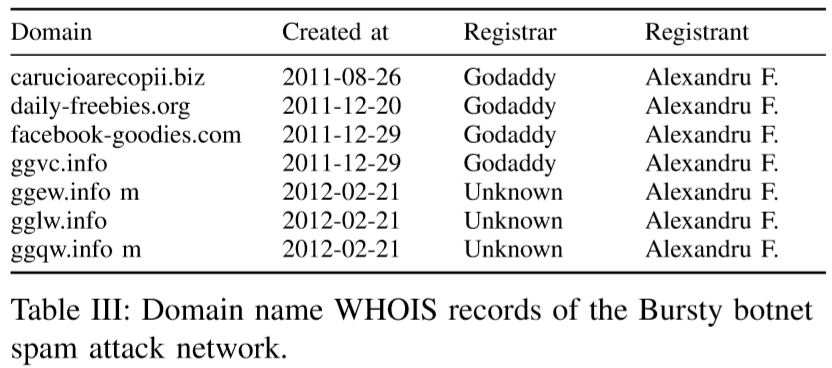 Domain Created at Registrar Registrant
carucioarecopii.biz 2011-08-26 Godaddy Alexandru F.
daily-freebies.org 2011-12-20 Godaddy Alexandru F.
facebook-goodies.com 2011-12-29 Godaddy Alexandru F.
ggvc.info 2011-12-29 Godaddy Alexandru F.
ggew.info m 2012-02-21 Unknown Alexandru F.
gglw.info 2012-02-21 Unknown Alexandru F.
ggqw.info m 2012-02-21 Unknown Alexandru F.
Table III: Domain name WHOIS records of the Bursty botnet
spam attack network.